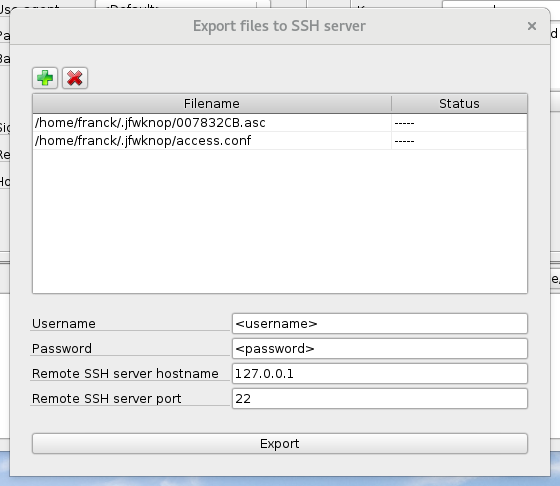 Export files to SSH server
Filename Status
/home/franck/.jfwknop/007832CB.asc -----
/home/franck/.jfwknop/access.conf -----
Username <username>
Password <password>
Remote SSH server hostname 127.0.0.1
Remote SSH server port 22
Export